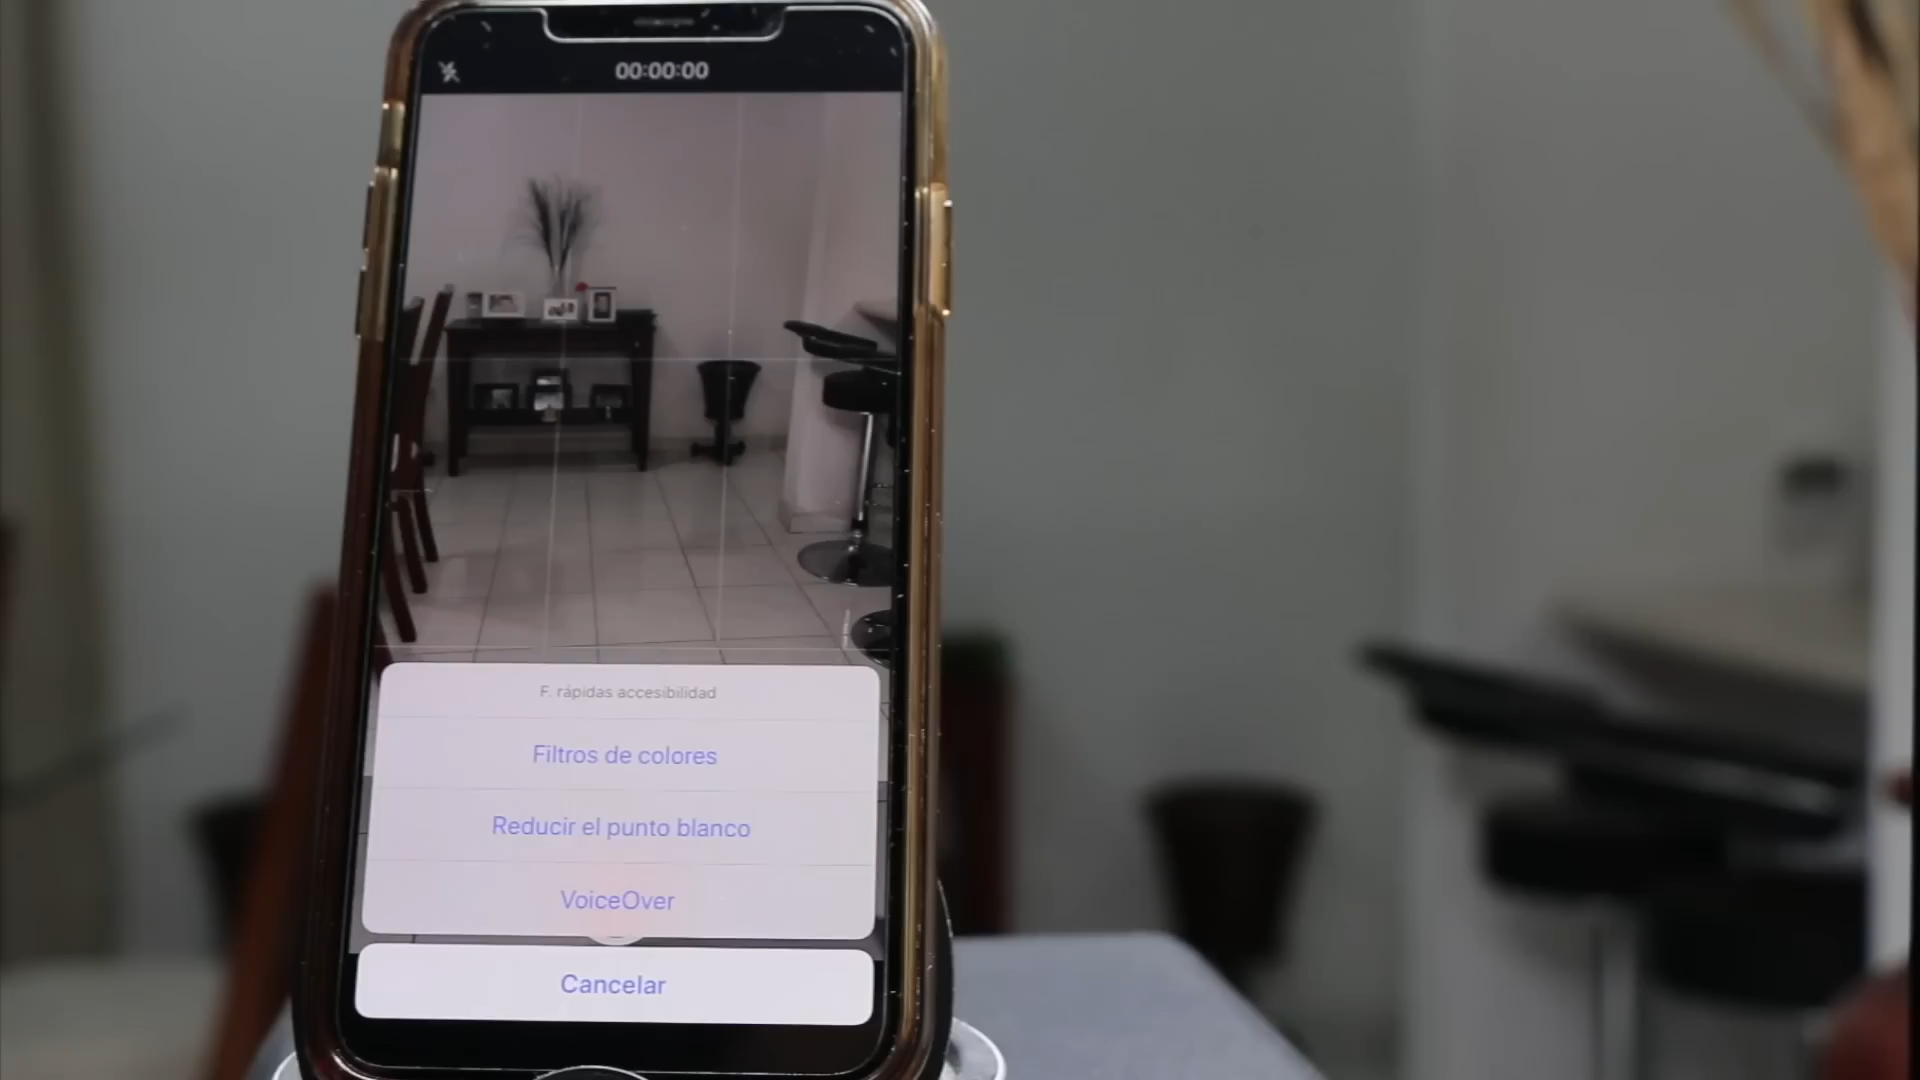 00:00:00
F. rápidas accesibilidad
Filtros de colores
Reducir el punto blanco
VoiceOver
Cancelar